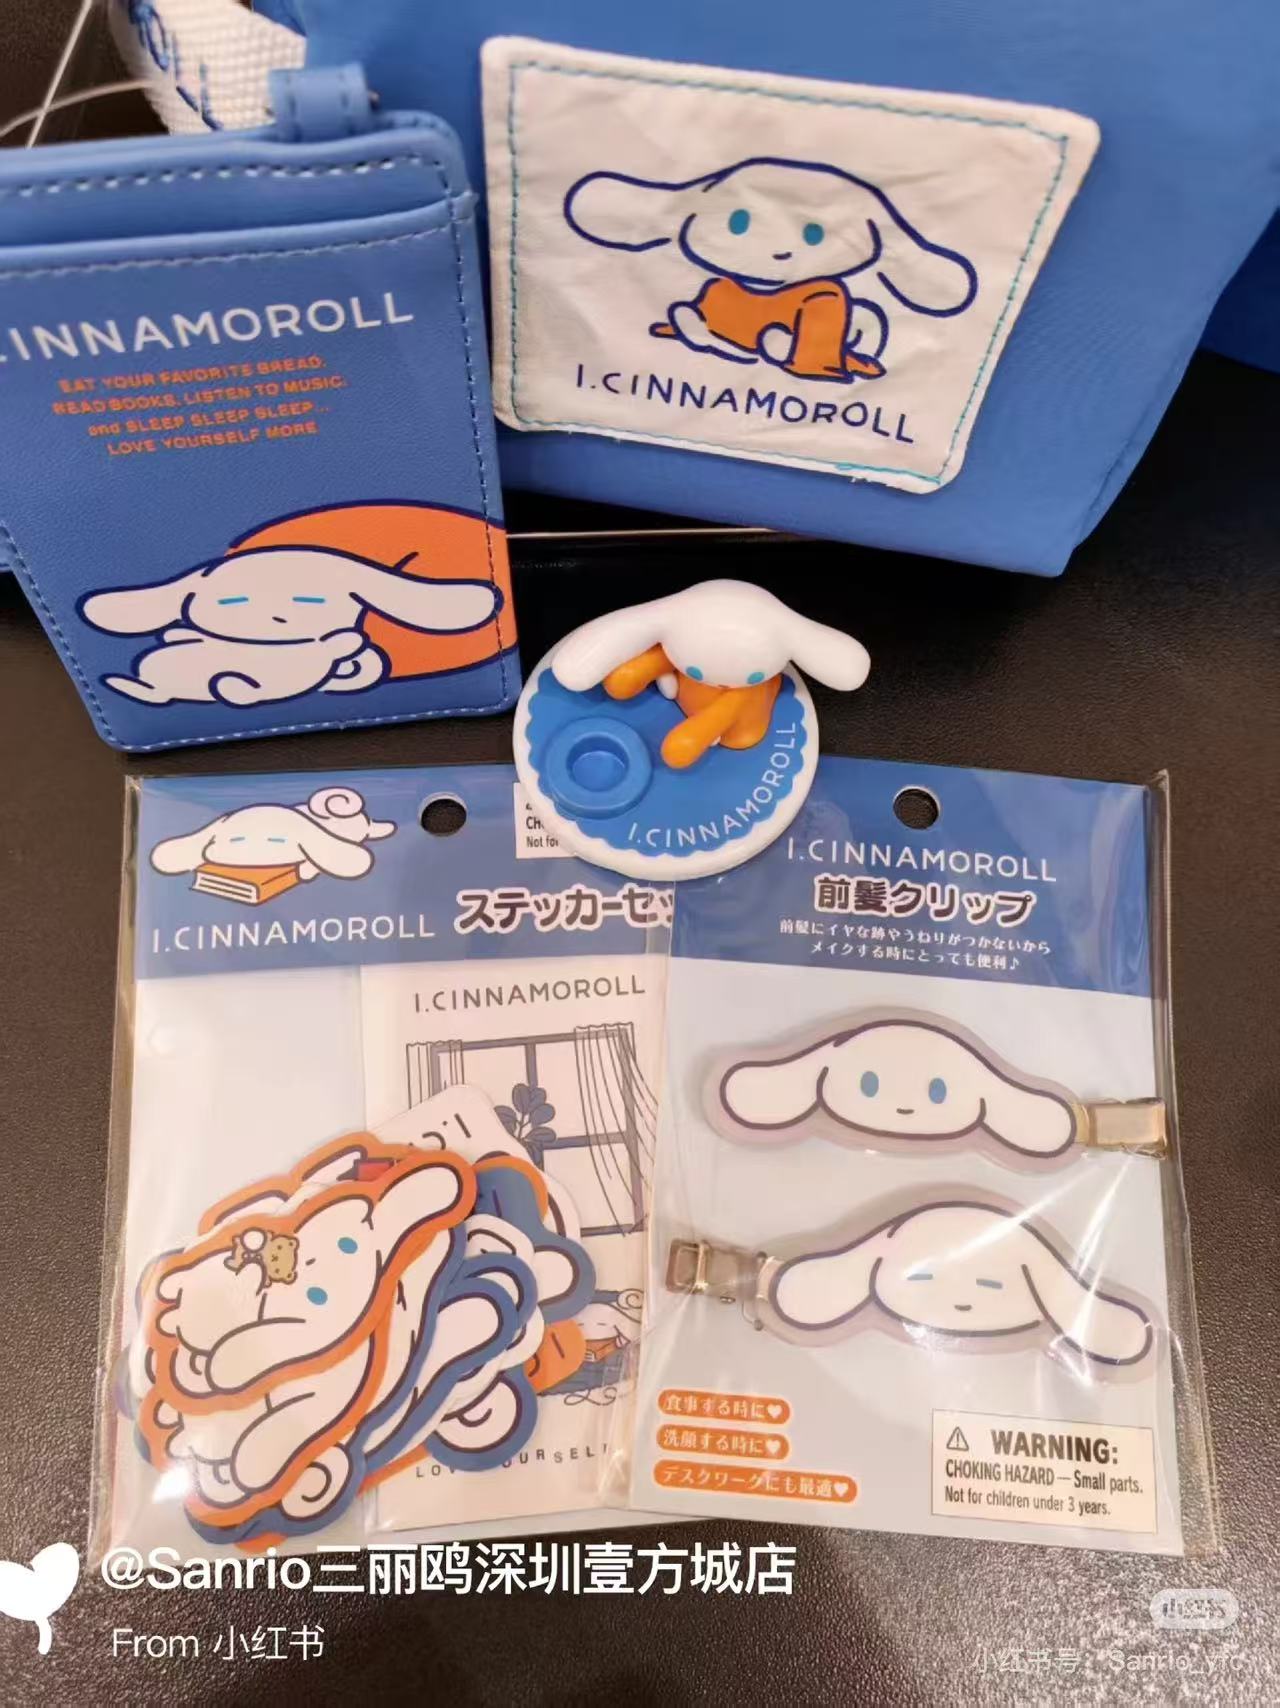 I.CINNAMOROLL
.CINNAMOROLL
EAT YOUR FAVORITE BREAD.
READ BOOKS. LISTEN TO MUSIC.
and SLEEP SLEEP SLEEP...
LOVE YOURSELF MORE
I.CINNAMOROLL
Not for
I.CINNAMOROLL
ステッカーセッ
I.CINNAMOROLL
I.CINNAMOROLL
前髪クリップ
前髪にイヤな跡やうねりがつかないから
メイクする時にとっても便利♪
食事する時に♥
洗顔する時に♥
デスクワークにも最適♥
WARNING:
CHOKING HAZARD — Small parts.
Not for children under 3 years.
@Sanrio三丽鸥深圳壹方城店
From 小红书
小红书
小红书号: Sanrio_yfc